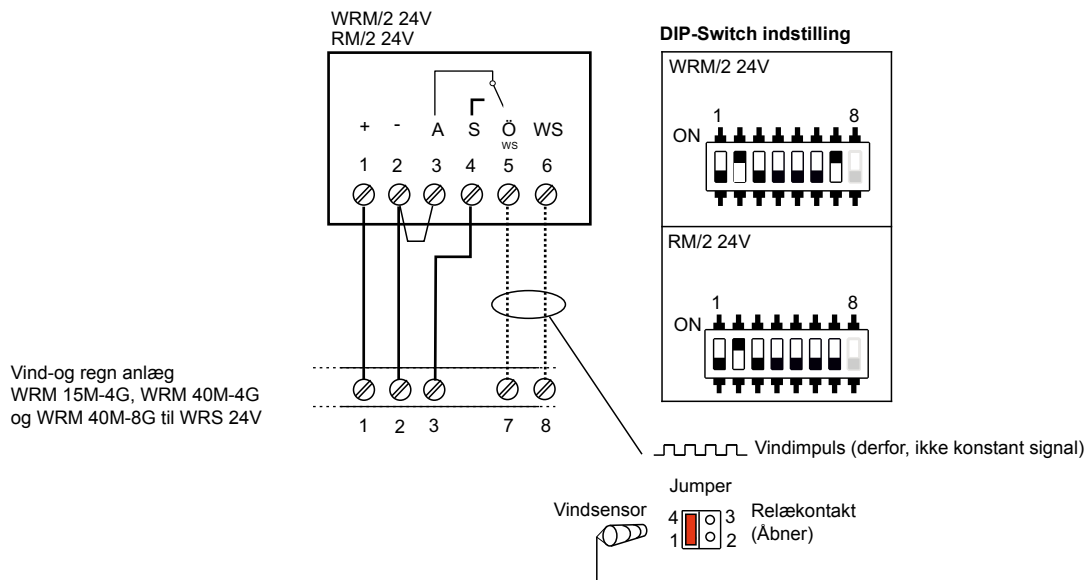 WRM/2 24V
RM/2 24V
+ - A S Ö WS
WS
1 2 3 4 5 6
Vind-og regn anlæg
WRM 15M-4G, WRM 40M-4G
og WRM 40M-8G til WRS 24V
1 2 3 7 8
DIP-Switch indstilling
WRM/2 24V
1 8
ON
RM/2 24V
1 8
ON
Vindimpuls (derfor, ikke konstant signal)
Jumper
Vindsensor
4 3
1 2
Relækontakt
(Åbner)